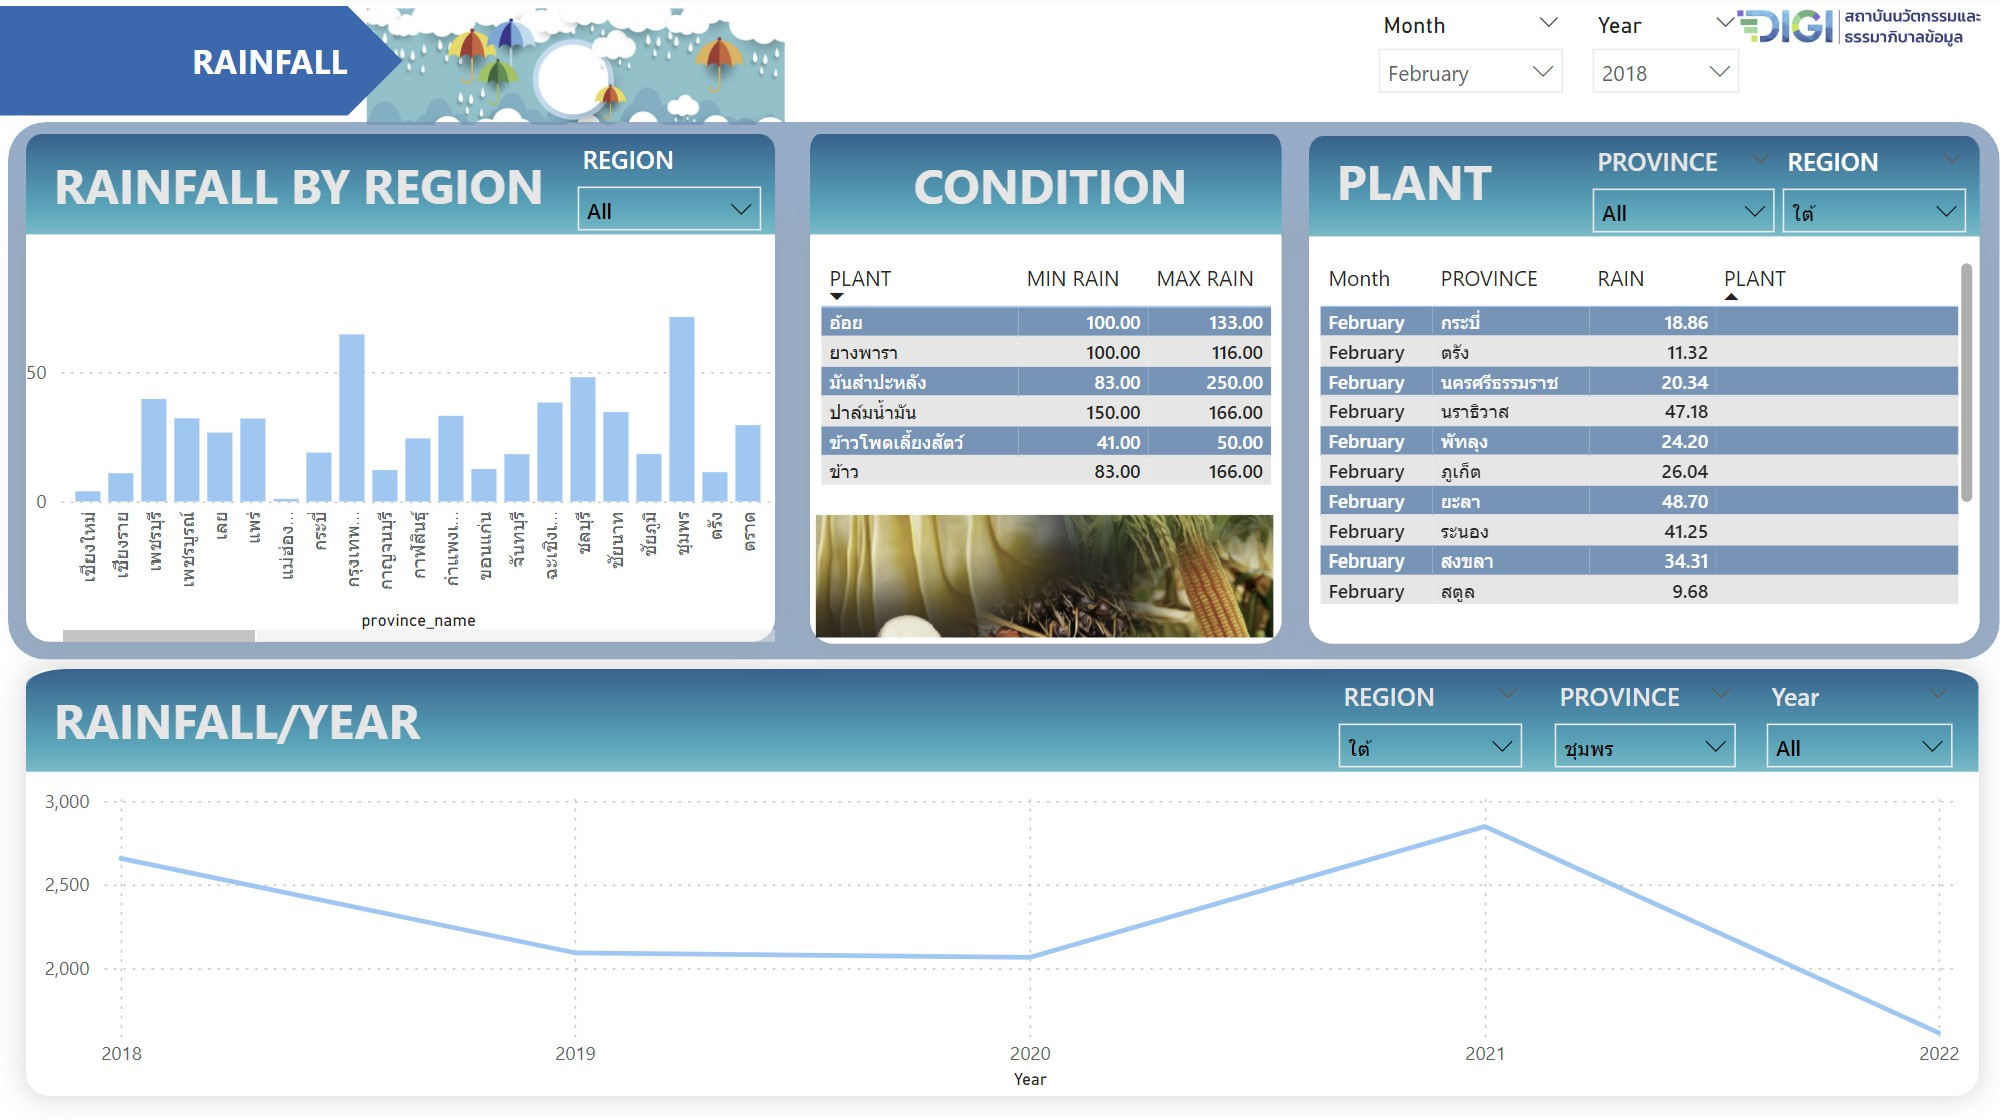 RAINFALL
Month
Year
February
2018
DIGI
สถาบันนวัตกรรมและ
ธรรมาภิบาลข้อมูล
RAINFALL BY REGION
REGION
All
50
0
เชียงใหม่
เชียงราย
เพชรบุรี
เพชรบูรณ์
เลย
แพร่
แม่ฮ่อง...
กระบี่
กรุงเทพ...
กาญจนบุรี
กาฬสินธุ์
กำแพงเ...
ขอนแก่น
จันทบุรี
ฉะเชิงเ...
ชลบุรี
ชัยนาท
ชัยภูมิ
ชุมพร
ตรัง
ตราด
province_name
CONDITION
PLANT MIN RAIN MAX RAIN
อ้อย 100.00 133.00
ยางพารา 100.00 116.00
มันสำปะหลัง 83.00 250.00
ปาล์มน้ำมัน 150.00 166.00
ข้าวโพดเลี้ยงสัตว์ 41.00 50.00
ข้าว 83.00 166.00
PLANT
PROVINCE
REGION
All
ใต้
Month PROVINCE RAIN PLANT
February กระบี่ 18.86
February ตรัง 11.32
February นครศรีธรรมราช 20.34
February นราธิวาส 47.18
February พัทลุง 24.20
February ภูเก็ต 26.04
February ยะลา 48.70
February ระนอง 41.25
February สงขลา 34.31
February สตูล 9.68
RAINFALL/YEAR
REGION
PROVINCE
Year
ใต้
ชุมพร
All
3,000
2,500
2,000
2018 2019 2020 2021 2022
Year